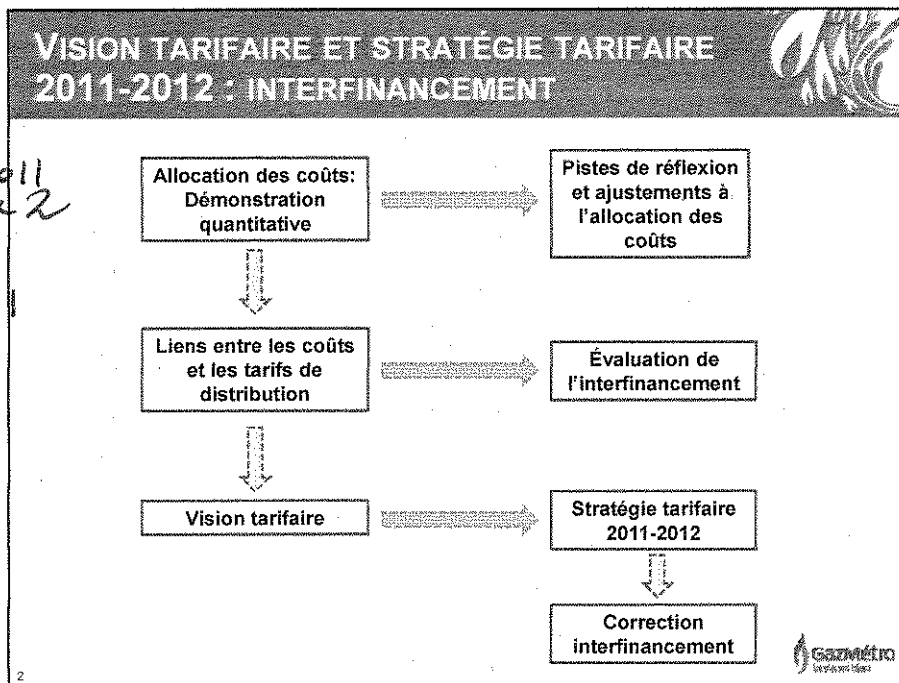 VISION TARIFAIRE ET STRATÉGIE TARIFAIRE
2011-2012 : INTERFINANCEMENT
Allocation des coûts:
Démonstration
quantitative
Pistes de réflexion
et ajustements à
l'allocation des
coûts
Liens entre les coûts
et les tarifs de
distribution
Évaluation de
l'interfinancement
Vision tarifaire
Stratégie tarifaire
2011-2012
Correction
interfinancement
2
GazMétro